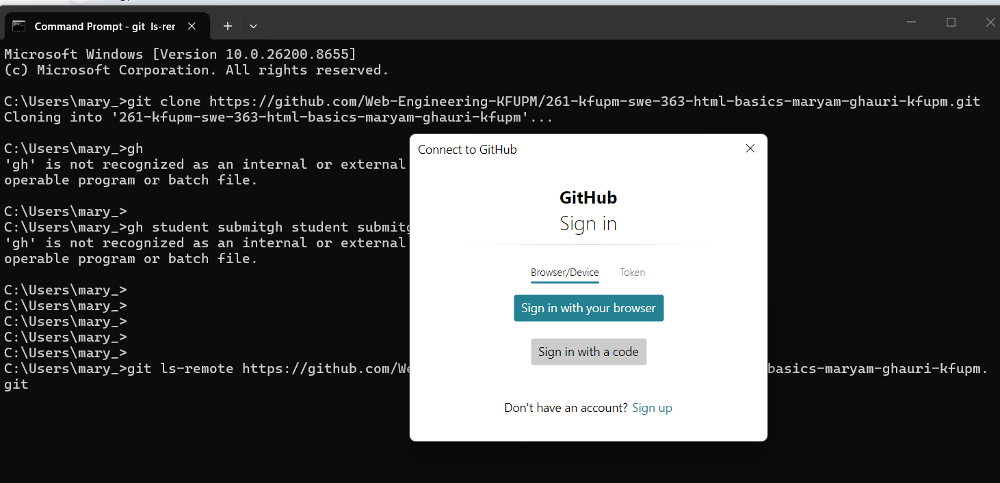 Command Prompt - git ls-rer
Microsoft Windows [Version 10.0.26200.8655]
(c) Microsoft Corporation. All rights reserved.
C:\Users\mary_>git clone https://github.com/Web-Engineering-KFUPM/261-kfupm-swe-363-html-basics-maryam-ghauri-kfupm.git
Cloning into '261-kfupm-swe-363-html-basics-maryam-ghauri-kfupm'...
C:\Users\mary_>gh
'gh' is not recognized as an internal or external
operable program or batch file.
C:\Users\mary_>
C:\Users\mary_>gh student submitgh student submitg
'gh' is not recognized as an internal or external
operable program or batch file.
C:\Users\mary_>
C:\Users\mary_>
C:\Users\mary_>
C:\Users\mary_>
C:\Users\mary_>
C:\Users\mary_>git ls-remote https://github.com/We basics-maryam-ghauri-kfupm.
git
Connect to GitHub
GitHub
Sign in
Browser/Device Token
Sign in with your browser
Sign in with a code
Don't have an account? Sign up